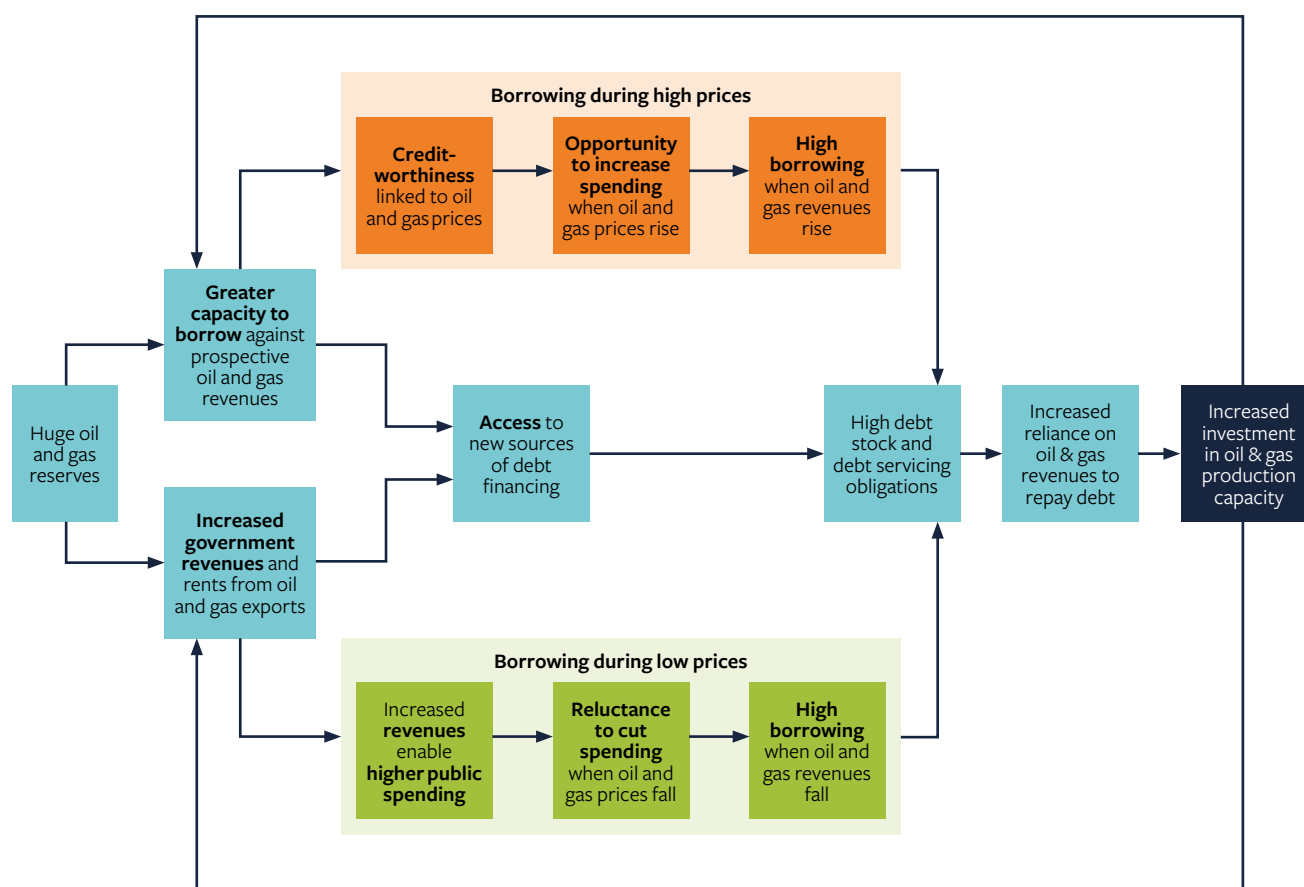 Borrowing during high prices
Credit-
worthiness
linked to oil
and gas prices
Opportunity
to increase
spending
when oil and
gas prices rise
High
borrowing
when oil and
gas revenues
rise
Greater
capacity to
borrow against
prospective
oil and gas
revenues
Huge oil
and gas
reserves
Access to
new sources
of debt
financing
High debt
stock and
debt servicing
obligations
Increased
reliance on
oil & gas
revenues to
repay debt
Increased
investment
in oil & gas
production
capacity
Increased
government
revenues and
rents from oil
and gas exports
Borrowing during low prices
Increased
revenues
enable
higher public
spending
Reluctance
to cut
spending
when oil and
gas prices fall
High
borrowing
when oil and
gas revenues
fall